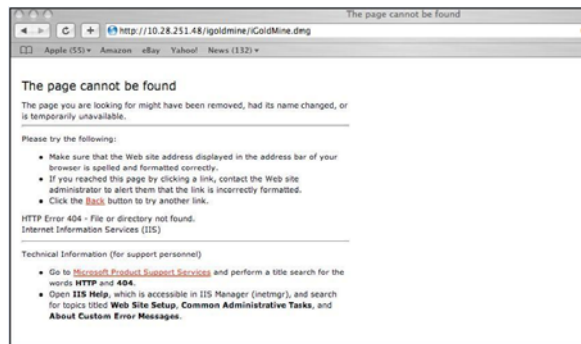 The page cannot be found
http://10.28.251.48/igoldmine/iGoldMine.dmg
Apple (55) Amazon eBay Yahoo! News (132)
The page cannot be found
The page you are looking for might have been removed, had its name changed, or
is temporarily unavailable.
Please try the following:
Make sure that the Web site address displayed in the address bar of your
browser is spelled and formatted correctly.
If you reached this page by clicking a link, contact the Web site
administrator to alert them that the link is incorrectly formatted.
Click the Back button to try another link.
HTTP Error 404 - File or directory not found.
Internet Information Services (IIS)
Technical Information (for support personnel)
Go to Microsoft Product Support Services and perform a title search for the
words HTTP and 404.
Open IIS Help, which is accessible in IIS Manager (inetmgr), and search
for topics titled Web Site Setup, Common Administrative Tasks, and
About Custom Error Messages.